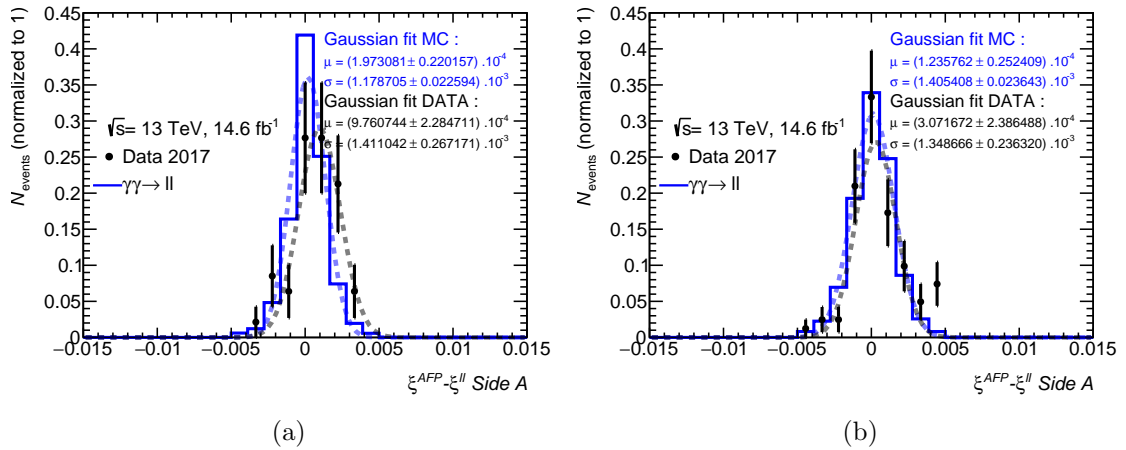 N_events (normalized to 1)
0.45
0.4
0.35
0.3
0.25
0.2
0.15
0.1
0.05
0
Gaussian fit MC :
μ = (1.973081 ± 0.220157) .10⁻⁴
σ = (1.178705 ± 0.022594) .10⁻³
Gaussian fit DATA :
μ = (9.760744 ± 2.284711) .10⁻⁴
σ = (1.411042 ± 0.267171) .10⁻³
√s= 13 TeV, 14.6 fb⁻¹
Data 2017
γγ→ ll
−0.015 −0.01 −0.005 0 0.005 0.01 0.015
ξ^AFP-ξ^ll Side A
(a)
N_events (normalized to 1)
0.45
0.4
0.35
0.3
0.25
0.2
0.15
0.1
0.05
0
Gaussian fit MC :
μ = (1.235762 ± 0.252409) .10⁻⁴
σ = (1.405408 ± 0.023643) .10⁻³
Gaussian fit DATA :
μ = (3.071672 ± 2.386488) .10⁻⁴
σ = (1.348666 ± 0.236320) .10⁻³
√s= 13 TeV, 14.6 fb⁻¹
Data 2017
γγ→ ll
−0.015 −0.01 −0.005 0 0.005 0.01 0.015
ξ^AFP-ξ^ll Side A
(b)